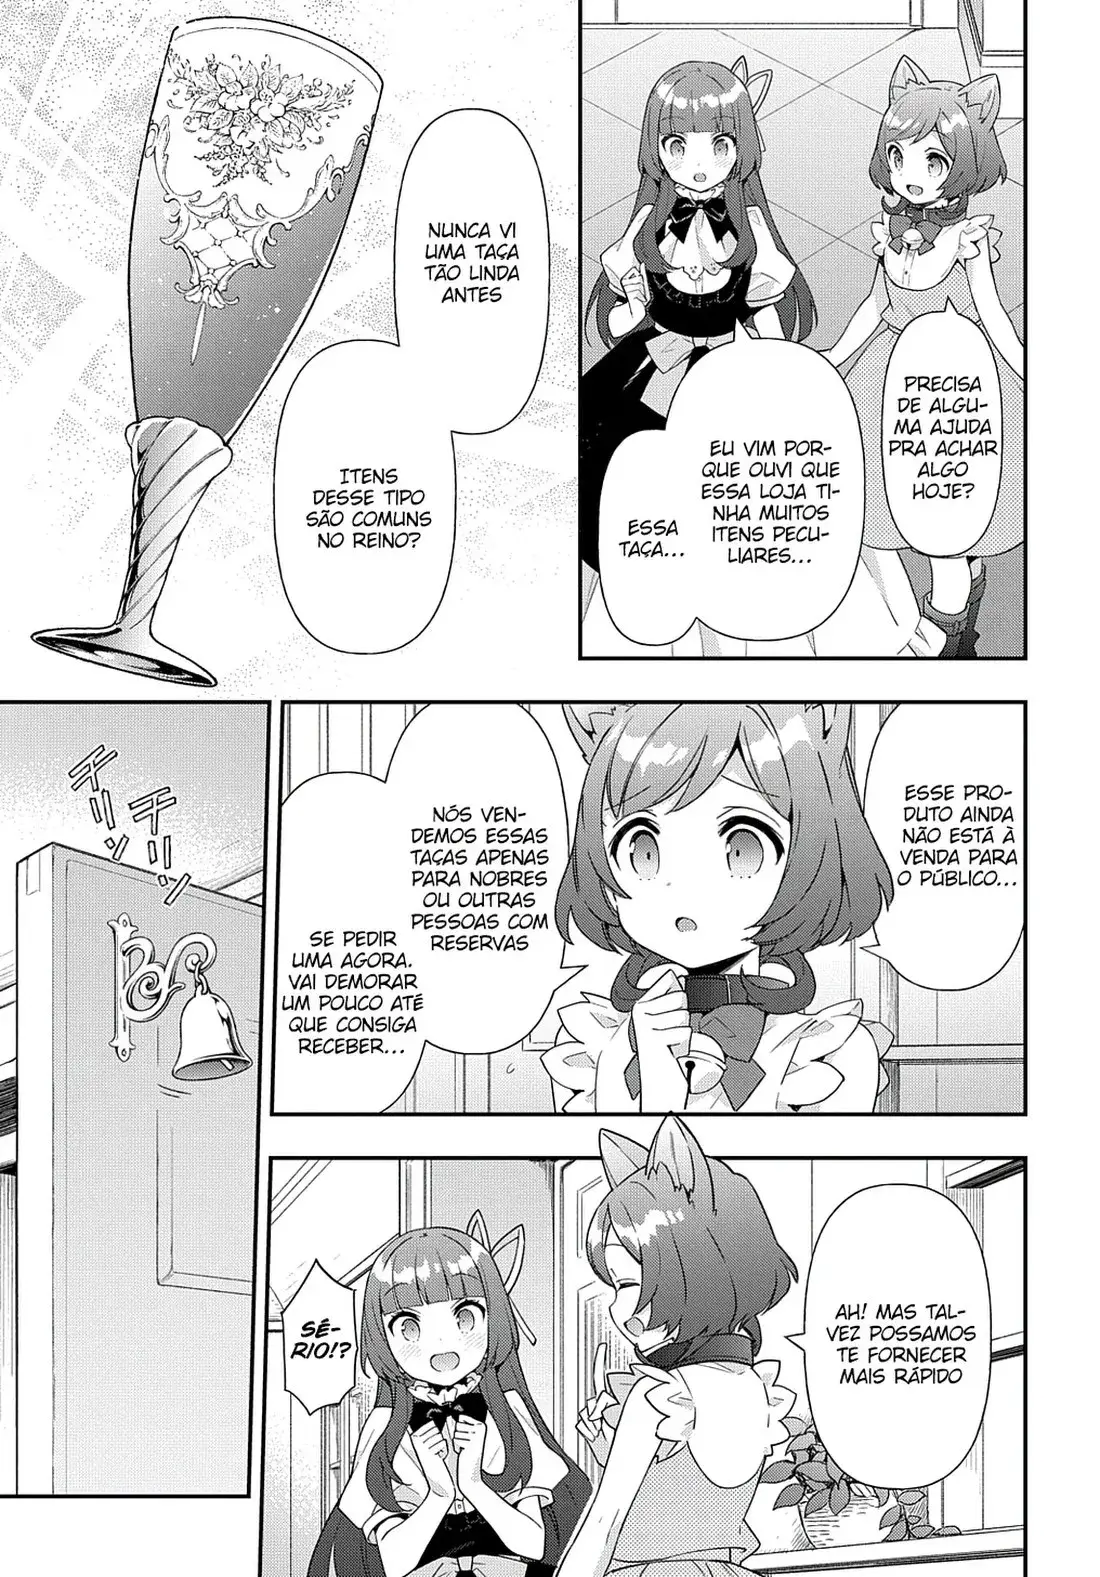 PRECISA
DE ALGU-
MA AJUDA
PRA ACHAR
ALGO
HOJE?
EU VIM POR-
QUE OUVI QUE
ESSA LOJA TI-
NHA MUITOS
ITENS PECU-
LIARES...
ESSA
TAÇA...
NUNCA VI
UMA TAÇA
TÃO LINDA
ANTES
ITENS
DESSE TIPO
SÃO COMUNS
NO REINO?
ESSE PRO-
DUTO AINDA
NÃO ESTÁ À
VENDA PARA
O PÚBLICO...
NÓS VEN-
DEMOS ESSAS
TAÇAS APENAS
PARA NOBRES
OU OUTRAS
PESSOAS COM
RESERVAS
SE PEDIR
UMA AGORA.
VAI DEMORAR
UM POUCO ATÉ
QUE CONSIGA
RECEBER...
AH! MAS TAL-
VEZ POSSAMOS
TE FORNECER
MAIS RÁPIDO
SÉ-
RIO!?
チリ
チリンッ